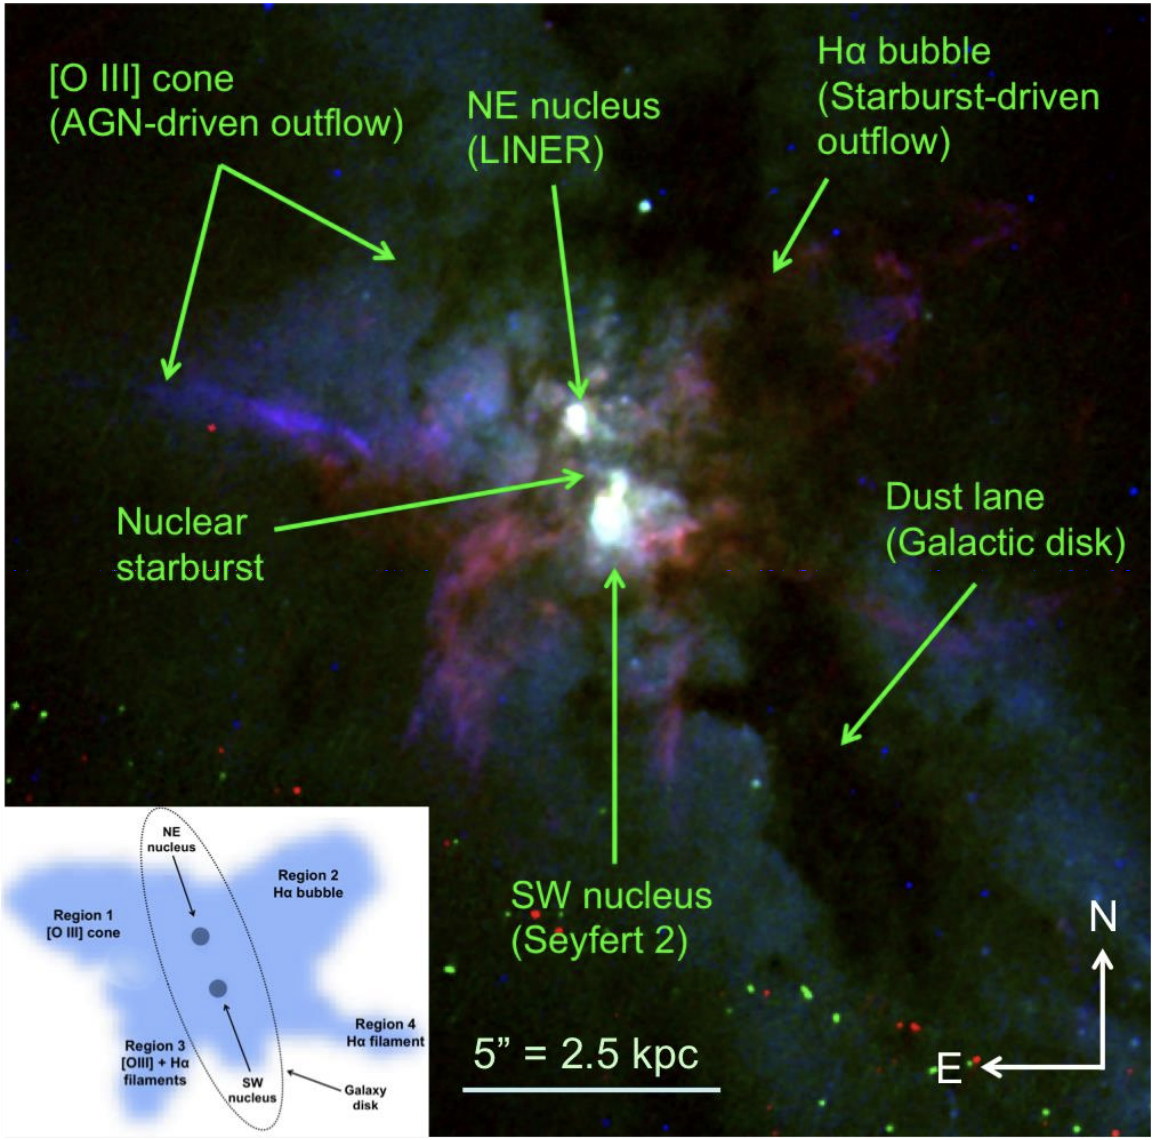 [O III] cone
(AGN-driven outflow)
NE nucleus
(LINER)
Hα bubble
(Starburst-driven
outflow)
Nuclear
starburst
Dust lane
(Galactic disk)
SW nucleus
(Seyfert 2)
5” = 2.5 kpc
N
E
NE
nucleus
Region 1
[O III] cone
Region 2
Hα bubble
Region 3
[OIII] + Hα
filaments
Region 4
Hα filament
SW
nucleus
Galaxy
disk